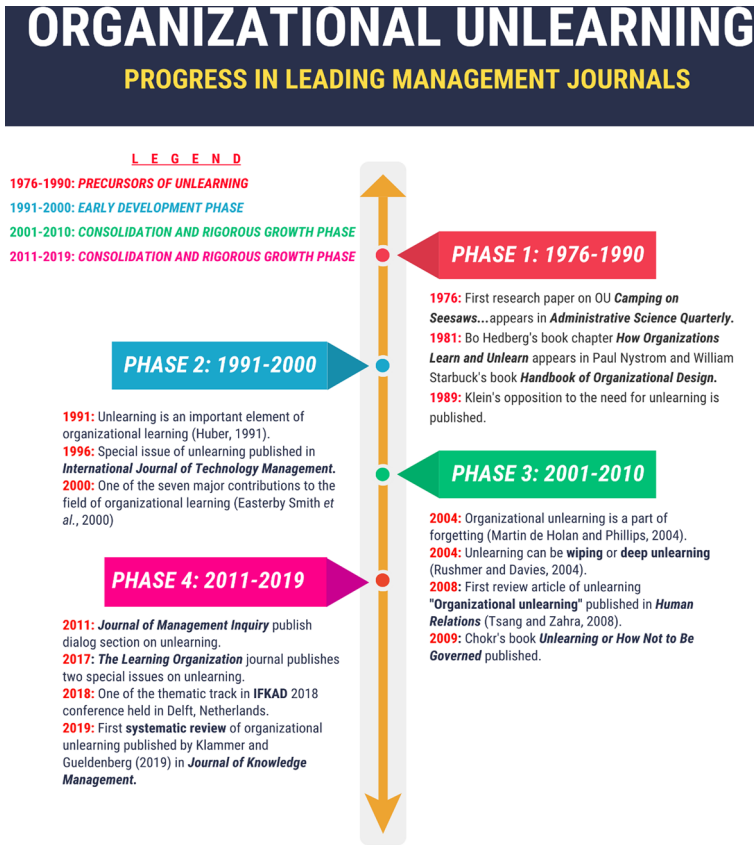 ORGANIZATIONAL UNLEARNING
PROGRESS IN LEADING MANAGEMENT JOURNALS
LEGEND
1976-1990: PRECURSORS OF UNLEARNING
1991-2000: EARLY DEVELOPMENT PHASE
2001-2010: CONSOLIDATION AND RIGOROUS GROWTH PHASE
2011-2019: CONSOLIDATION AND RIGOROUS GROWTH PHASE
PHASE 1: 1976-1990
1976: First research paper on OU Camping on
Seesaws...appears in Administrative Science Quarterly.
1981: Bo Hedberg's book chapter How Organizations
Learn and Unlearn appears in Paul Nystrom and William
Starbuck's book Handbook of Organizational Design.
1989: Klein's opposition to the need for unlearning is
published.
PHASE 2: 1991-2000
1991: Unlearning is an important element of
organizational learning (Huber, 1991).
1996: Special issue of unlearning published in
International Journal of Technology Management.
2000: One of the seven major contributions to the
field of organizational learning (Easterby Smith et
al., 2000)
PHASE 3: 2001-2010
2004: Organizational unlearning is a part of
forgetting (Martin de Holan and Phillips, 2004).
2004: Unlearning can be wiping or deep unlearning
(Rushmer and Davies, 2004).
2008: First review article of unlearning
"Organizational unlearning" published in Human
Relations (Tsang and Zahra, 2008).
2009: Chokr's book Unlearning or How Not to Be
Governed published.
PHASE 4: 2011-2019
2011: Journal of Management Inquiry publish
dialog section on unlearning.
2017: The Learning Organization journal publishes
two special issues on unlearning.
2018: One of the thematic track in IFKAD 2018
conference held in Delft, Netherlands.
2019: First systematic review of organizational
unlearning published by Klammer and
Gueldenberg (2019) in Journal of Knowledge
Management.